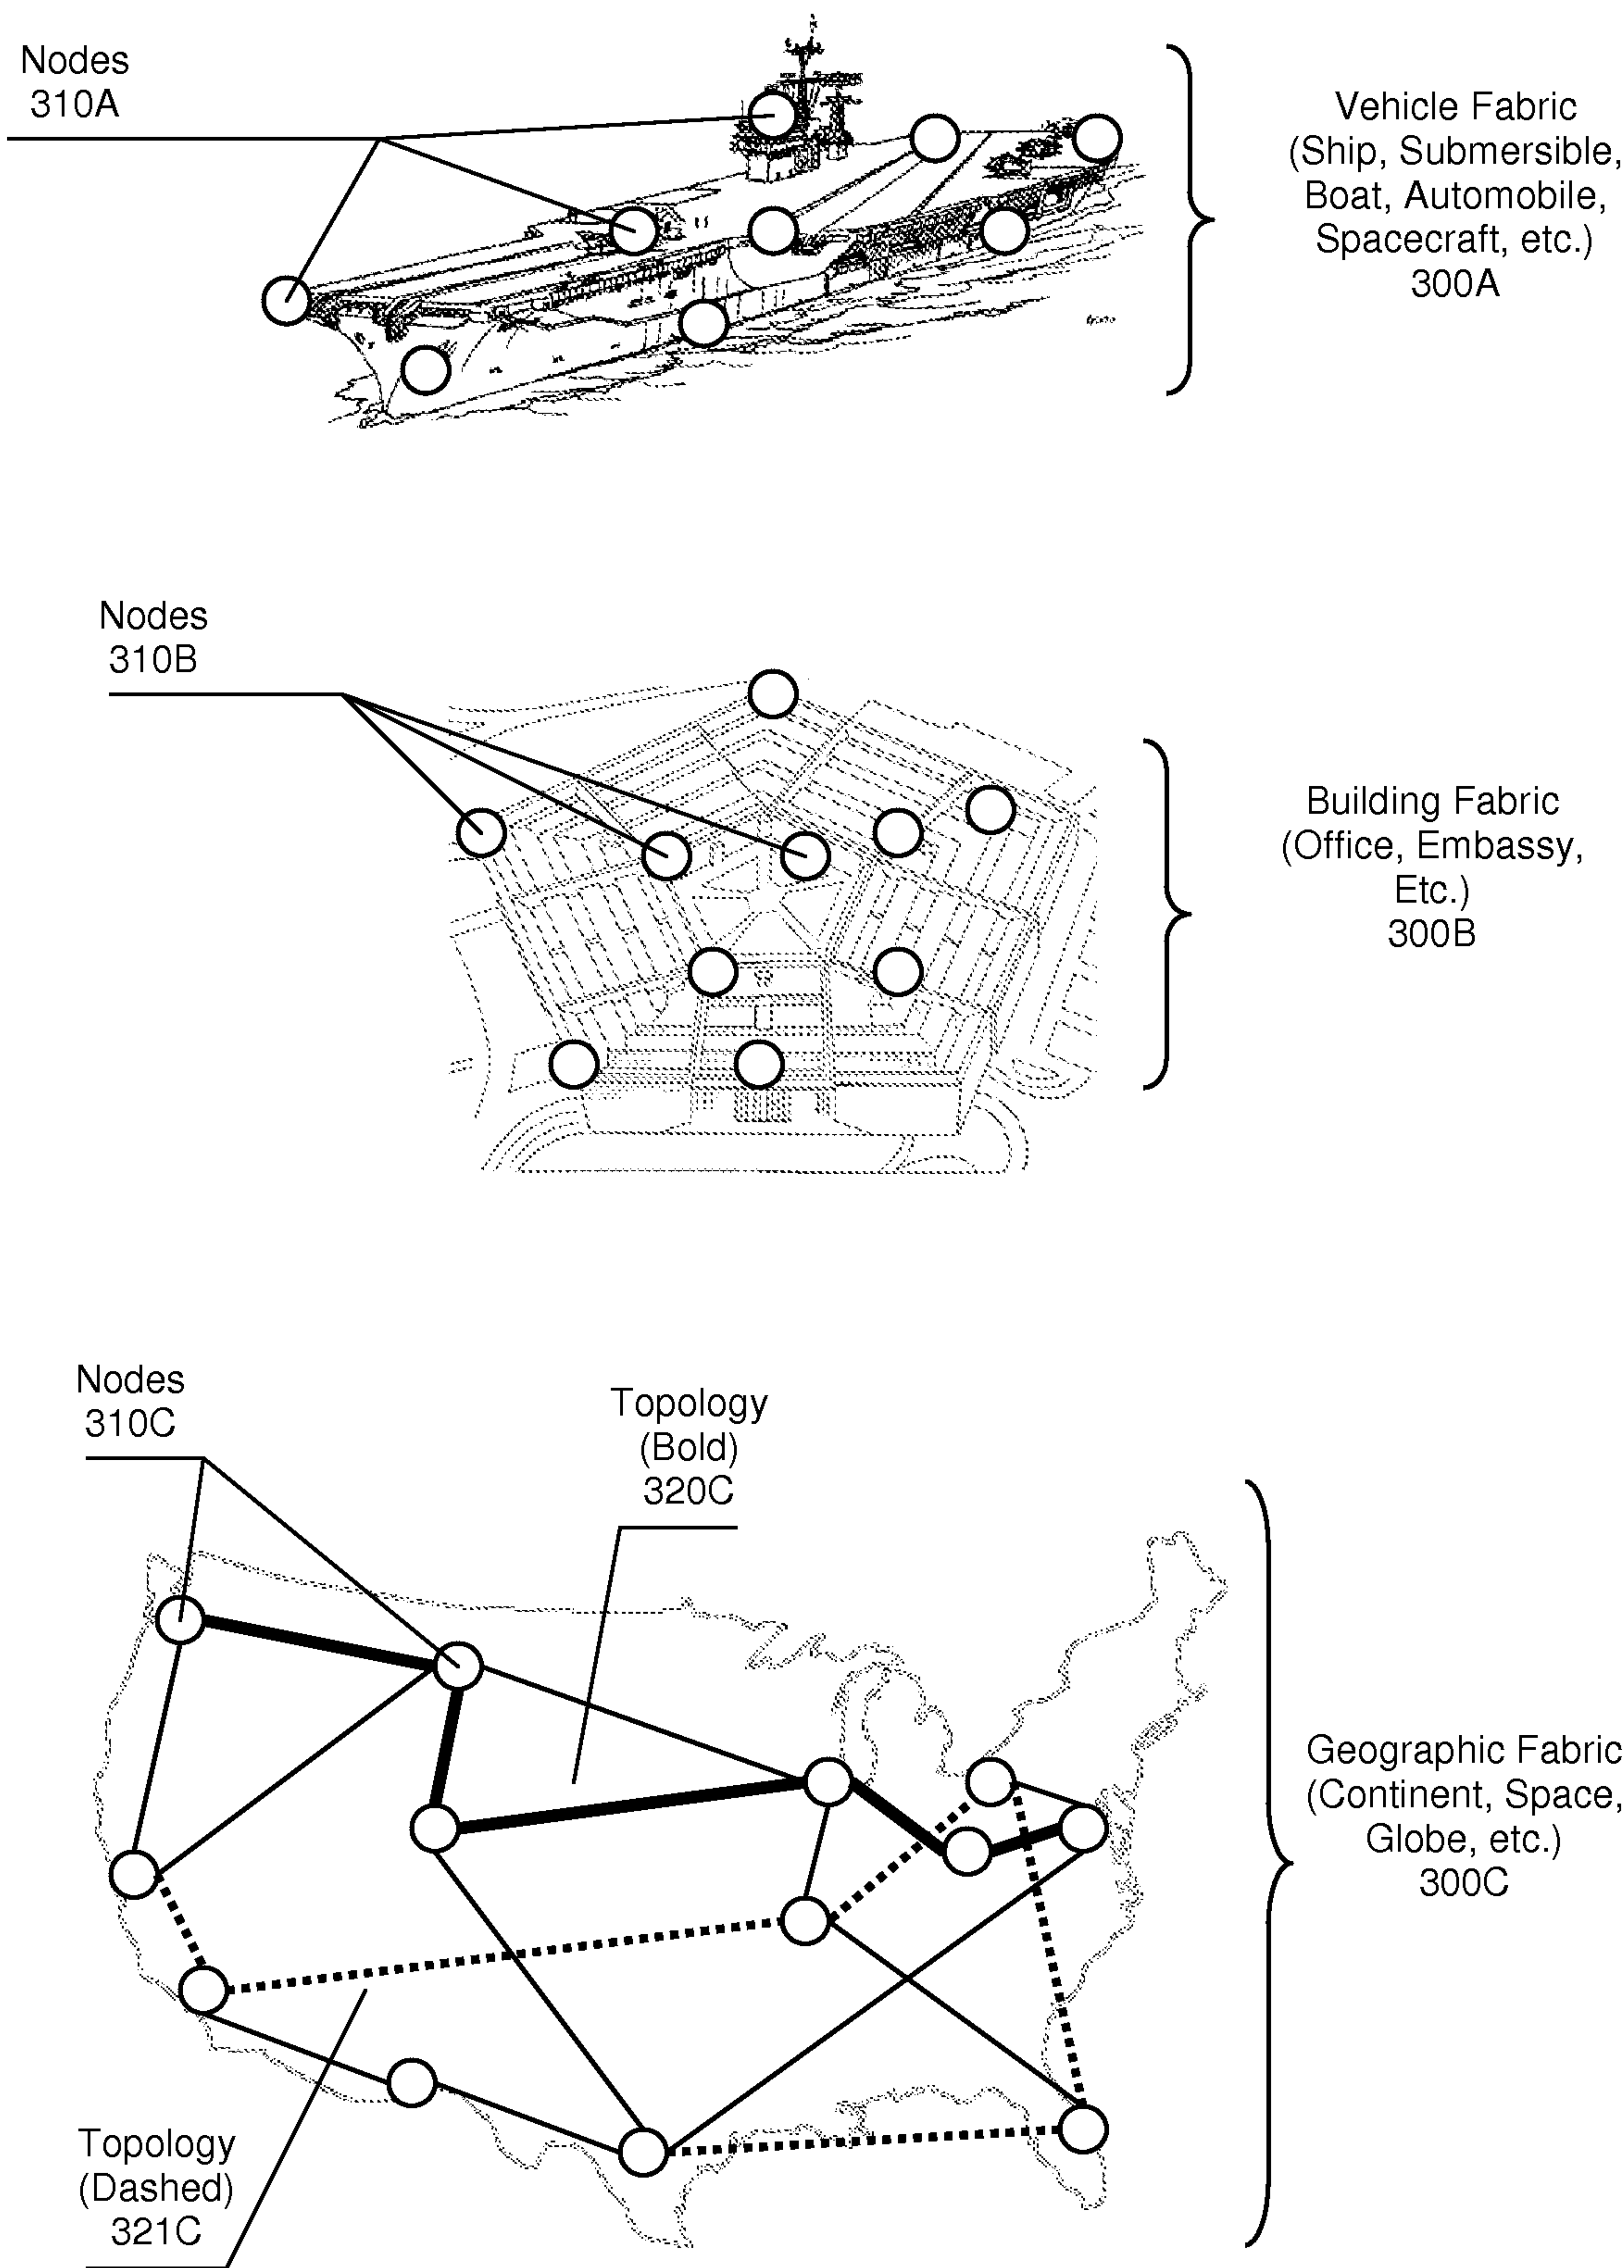 Nodes
310A
Vehicle Fabric
(Ship, Submersible,
Boat, Automobile,
Spacecraft, etc.)
300A
Nodes
310B
Building Fabric
(Office, Embassy,
Etc.)
300B
Nodes
310C
Topology
(Bold)
320C
Geographic Fabric
(Continent, Space,
Globe, etc.)
300C
Topology
(Dashed)
321C